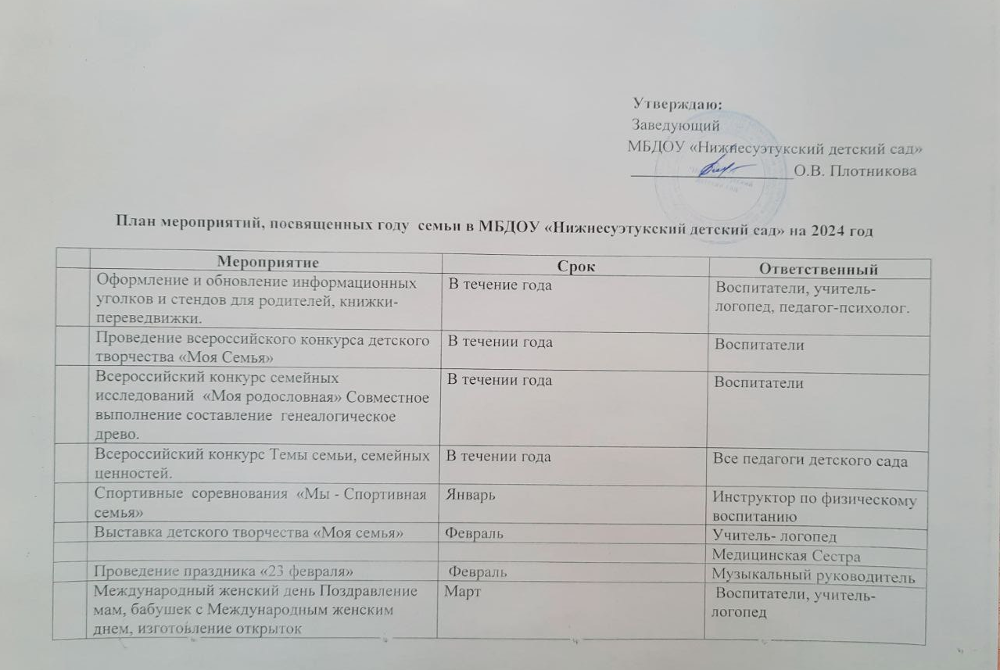 Утверждаю:
Заведующий
МБДОУ «Нижнесуэтукский детский сад»
О.В. Плотникова
План мероприятий, посвященных году семьи в МБДОУ «Нижнесуэтукский детский сад» на 2024 год
Мероприятие Срок Ответственный
Оформление и обновление информационных В течение года Воспитатели, учитель-
уголков и стендов для родителей, книжки- логопед, педагог-психолог.
переведвижки.
Проведение всероссийского конкурса детского В течении года Воспитатели
творчества «Моя Семья»
Всероссийский конкурс семейных В течении года Воспитатели
исследований «Моя родословная» Совместное
выполнение составление генеалогическое
древо.
Всероссийский конкурс Темы семьи, семейных В течении года Все педагоги детского сада
ценностей.
Спортивные соревнования «Мы - Спортивная Январь Инструктор по физическому
семья» воспитанию
Выставка детского творчества «Моя семья» Февраль Учитель- логопед
Медицинская Сестра
Проведение праздника «23 февраля» Февраль Музыкальный руководитель
Международный женский день Поздравление Март Воспитатели, учитель-
мам, бабушек с Международным женским логопед
днем, изготовление открыток